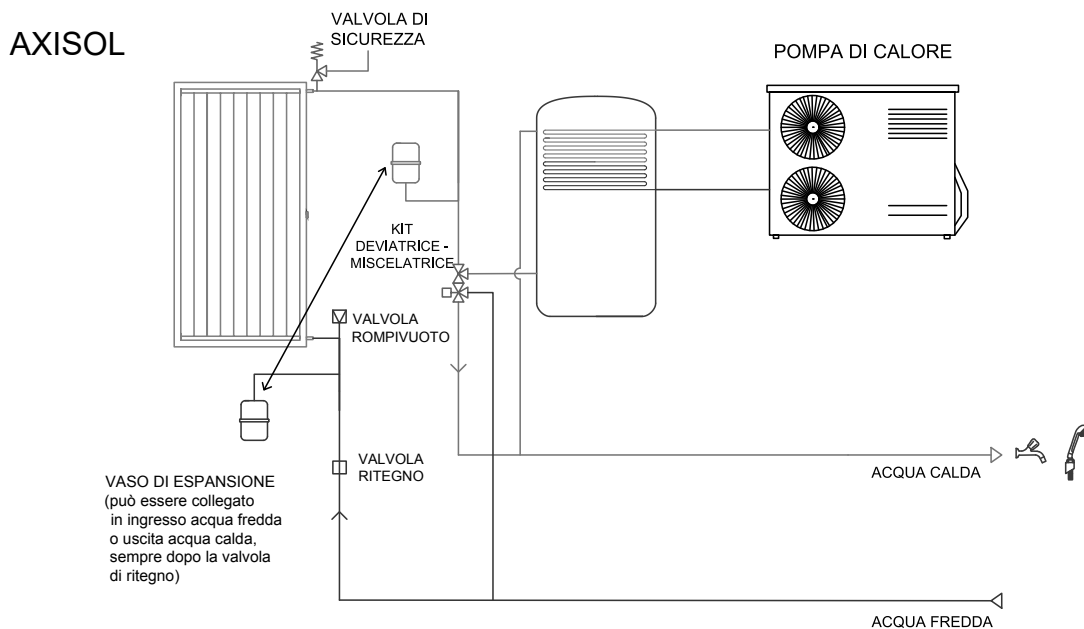 AXISOL
VALVOLA DI
SICUREZZA
POMPA DI CALORE
KIT
DEVIATRICE -
MISCELATRICE
VALVOLA
ROMPIVUOTO
VALVOLA
RITEGNO
VASO DI ESPANSIONE
(può essere collegato
in ingresso acqua fredda
o uscita acqua calda,
sempre dopo la valvola
di ritegno)
ACQUA CALDA
ACQUA FREDDA